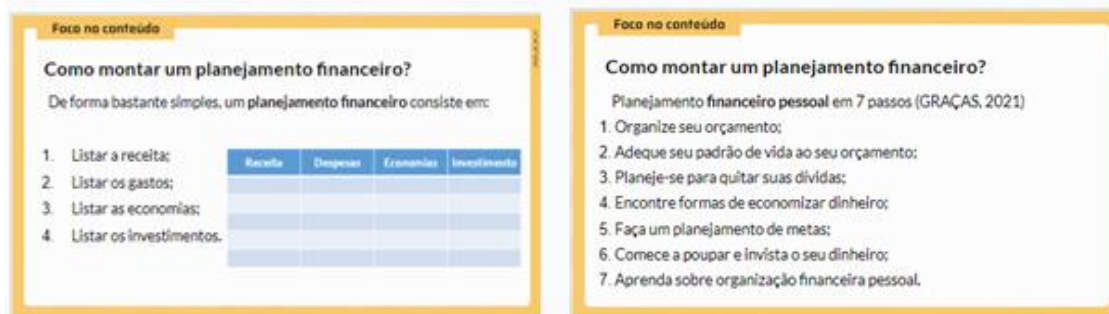 Foco no conteúdo
Como montar um planejamento financeiro?
De forma bastante simples, um planejamento financeiro consiste em:
1. Listar a receita;
2. Listar os gastos;
3. Listar as economias;
4. Listar os investimentos.
Receita Despesas Economias Investimento
Foco no conteúdo
Como montar um planejamento financeiro?
Planejamento financeiro pessoal em 7 passos (GRAÇAS, 2021)
1. Organize seu orçamento;
2. Adeque seu padrão de vida ao seu orçamento;
3. Planeje-se para quitar suas dívidas;
4. Encontre formas de economizar dinheiro;
5. Faça um planejamento de metas;
6. Comece a poupar e invista o seu dinheiro;
7. Aprenda sobre organização financeira pessoal.